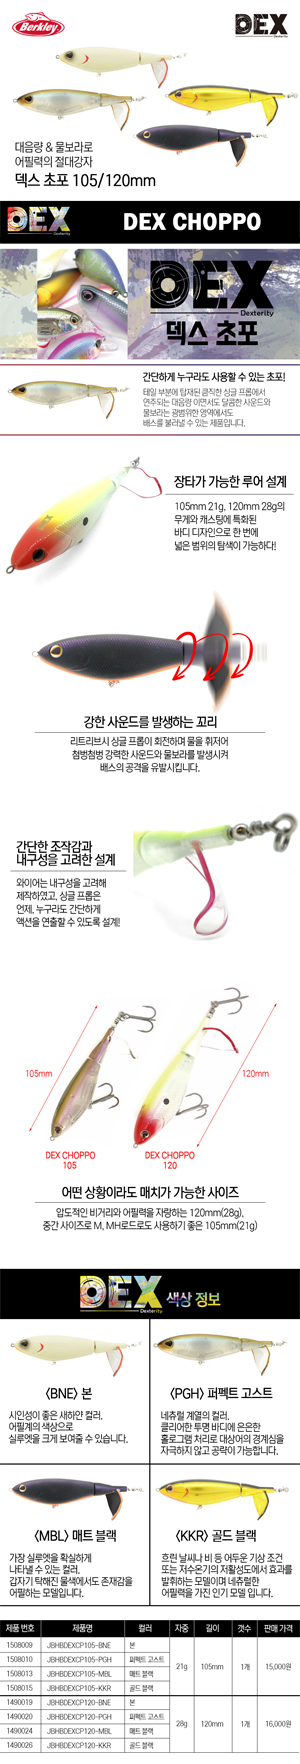 Berkley
DEX
Dexterity
대음량 & 물보라로
어필력의 절대강자
덱스 초포 105/120mm
DEX
Dexterity
DEX CHOPPO
DEX
Dexterity
덱스 초포
간단하게 누구라도 사용할 수 있는 초포!
테일 부분에 탑재된 큼직한 싱글 프롭에서
연주되는 대음량 이면서도 달콤한 사운드와
물보라는 광범위한 영역에서도
배스를 불러낼 수 있는 제품입니다.
장타가 가능한 루어 설계
105mm 21g, 120mm 28g의
무게와 캐스팅에 특화된
바디 디자인으로 한 번에
넓은 범위의 탐색이 가능하다!
강한 사운드를 발생하는 꼬리
리트리브시 싱글 프롭이 회전하며 물을 휘저어
첨벙첨벙 강력한 사운드와 물보라를 발생시켜
배스의 공격을 유발시킵니다.
간단한 조작감과
내구성을 고려한 설계
와이어는 내구성을 고려해
제작하였고, 싱글 프롭은
언제, 누구라도 간단하게
액션을 연출할 수 있도록 설계!
105mm
120mm
DEX CHOPPO
105
DEX CHOPPO
120
어떤 상황이라도 매치가 가능한 사이즈
압도적인 비거리와 어필력을 자랑하는 120mm(28g),
중간 사이즈로 M, MH로드로도 사용하기 좋은 105mm(21g)
DEX
Dexterity
색상 정보
〈BNE〉 본
시인성이 좋은 새하얀 컬러.
어필계의 색상으로
실루엣을 크게 보여줄 수 있습니다.
〈PGH〉 퍼펙트 고스트
네츄럴 계열의 컬러.
클리어한 투명 바디에 은은한
홀로그램 처리로 대상어의 경계심을
자극하지 않고 공략이 가능합니다.
〈MBL〉 매트 블랙
가장 실루엣을 확실하게
나타낼 수 있는 컬러.
갑자기 탁해진 물색에서도 존재감을
어필하는 모델입니다.
〈KKR〉 골드 블랙
흐린 날씨나 비 등 어두운 기상 조건
또는 저수온기의 저활성도에서 효과를
발휘하는 모델이며 네츄럴한
어필력을 가진 인기 모델 입니다.
제품 번호 제품명 컬러 자중 길이 갯수 판매 가격
1508009 JBHBDEXCP105-BNE 본
1508010 JBHBDEXCP105-PGH 퍼펙트 고스트
1508013 JBHBDEXCP105-MBL 매트 블랙
1508015 JBHBDEXCP105-KKR 골드 블랙
21g 105mm 1개 15,000원
1490019 JBHBDEXCP120-BNE 본
1490020 JBHBDEXCP120-PGH 퍼펙트 고스트
1490024 JBHBDEXCP120-MBL 매트 블랙
1490026 JBHBDEXCP120-KKR 골드 블랙
28g 120mm 1개 16,000원